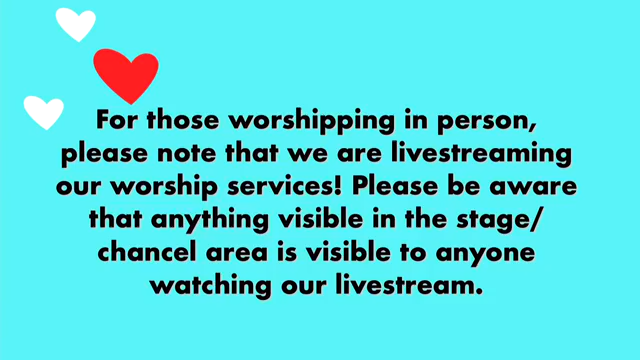 For those worshipping in person,
please note that we are livestreaming
our worship services! Please be aware
that anything visible in the stage/
chancel area is visible to anyone
watching our livestream.